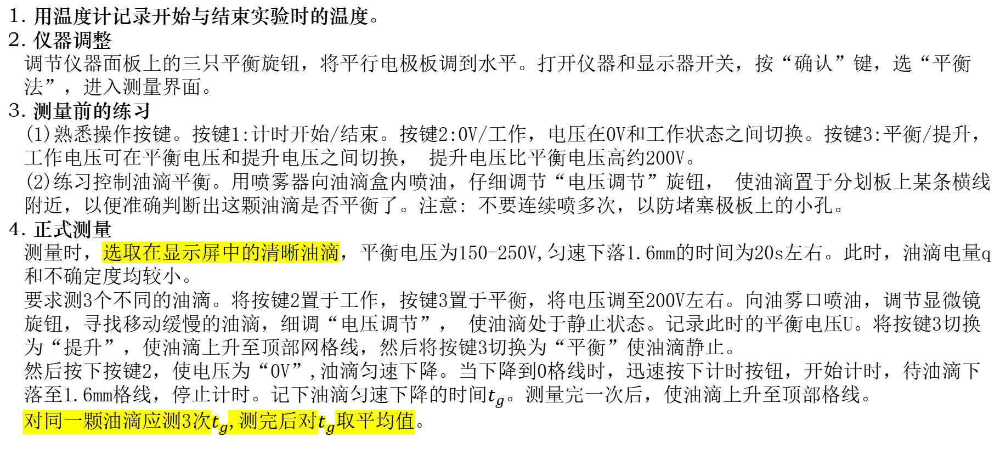 1. 用温度计记录开始与结束实验时的温度。
2. 仪器调整
调节仪器面板上的三只平衡旋钮，将平行电极板调到水平。打开仪器和显示器开关，按“确认”键，选“平衡
法”，进入测量界面。
3. 测量前的练习
(1)熟悉操作按键。按键1:计时开始/结束。按键2:0V/工作，电压在0V和工作状态之间切换。按键3:平衡/提升，
工作电压可在平衡电压和提升电压之间切换， 提升电压比平衡电压高约200V。
(2)练习控制油滴平衡。用喷雾器向油滴盒内喷油，仔细调节“电压调节”旋钮， 使油滴置于分划板上某条横线
附近，以便准确判断出这颗油滴是否平衡了。注意: 不要连续喷多次，以防堵塞极板上的小孔。
4. 正式测量
测量时，选取在显示屏中的清晰油滴，平衡电压为150-250V,匀速下落1.6mm的时间为20s左右。此时，油滴电量q
和不确定度均较小。
要求测3个不同的油滴。将按键2置于工作，按键3置于平衡，将电压调至200V左右。向油雾口喷油，调节显微镜
旋钮，寻找移动缓慢的油滴，细调“电压调节”， 使油滴处于静止状态。记录此时的平衡电压U。将按键3切换
为“提升”，使油滴上升至顶部网格线，然后将按键3切换为“平衡”使油滴静止。
然后按下按键2，使电压为“0V”,油滴匀速下降。当下降到0格线时，迅速按下计时按钮，开始计时，待油滴下
落至1.6mm格线，停止计时。记下油滴匀速下降的时间t_g。测量完一次后，使油滴上升至顶部格线。
对同一颗油滴应测3次t_g,测完后对t_g取平均值。